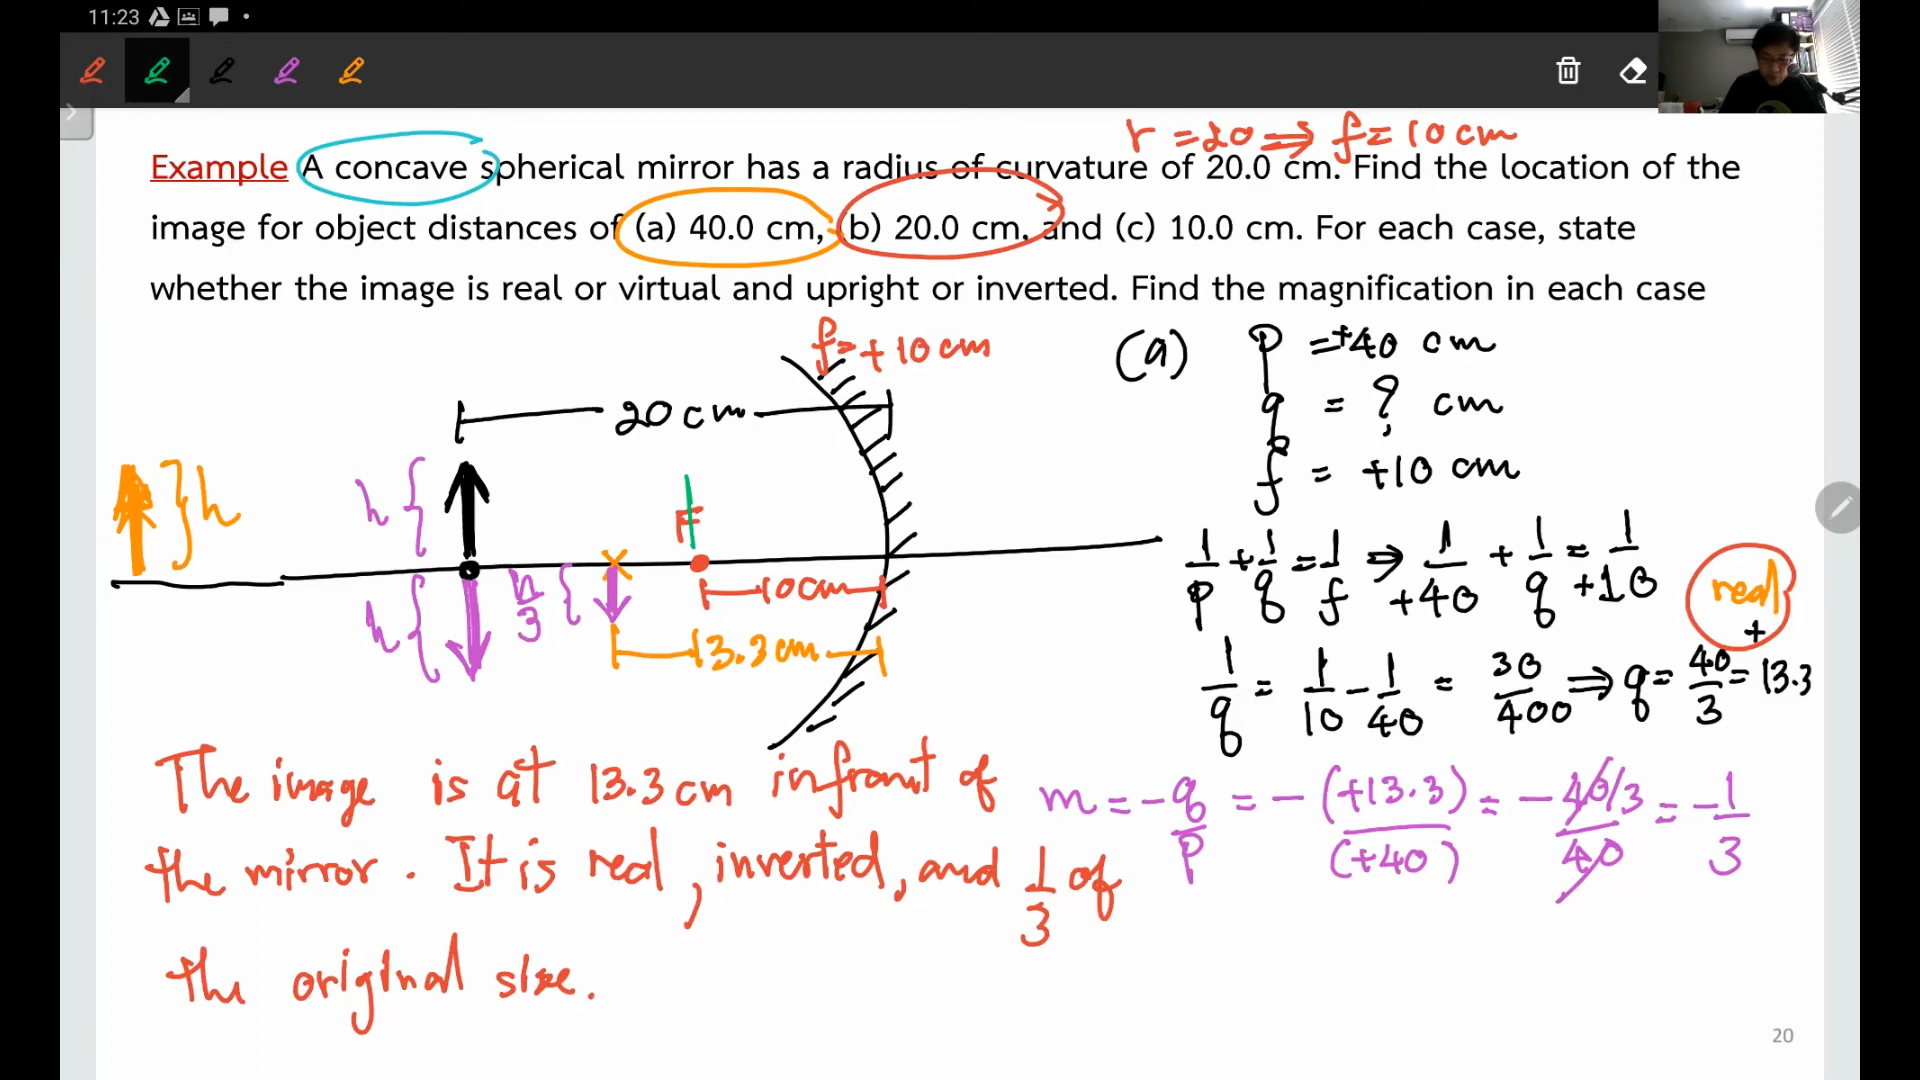 11:23
r = 20 ⇒ f = 10 cm
Example A concave spherical mirror has a radius of curvature of 20.0 cm. Find the location of the
image for object distances of (a) 40.0 cm, (b) 20.0 cm, and (c) 10.0 cm. For each case, state
whether the image is real or virtual and upright or inverted. Find the magnification in each case
f = +10 cm
20 cm
h
h
F
h
h/3
10cm
13.3 cm
(a) p = +40 cm
q = ? cm
f = +10 cm
1/p + 1/q = 1/f ⇒ 1/+40 + 1/q = 1/+10
real
+
1/q = 1/10 - 1/40 = 30/400 ⇒ q = 40/3 = 13.3
m = -q/p = -(+13.3)/(+40) = -40/3/40 = -1/3
The image is at 13.3 cm infront of
the mirror. It is real, inverted, and 1/3 of
the original size.
20